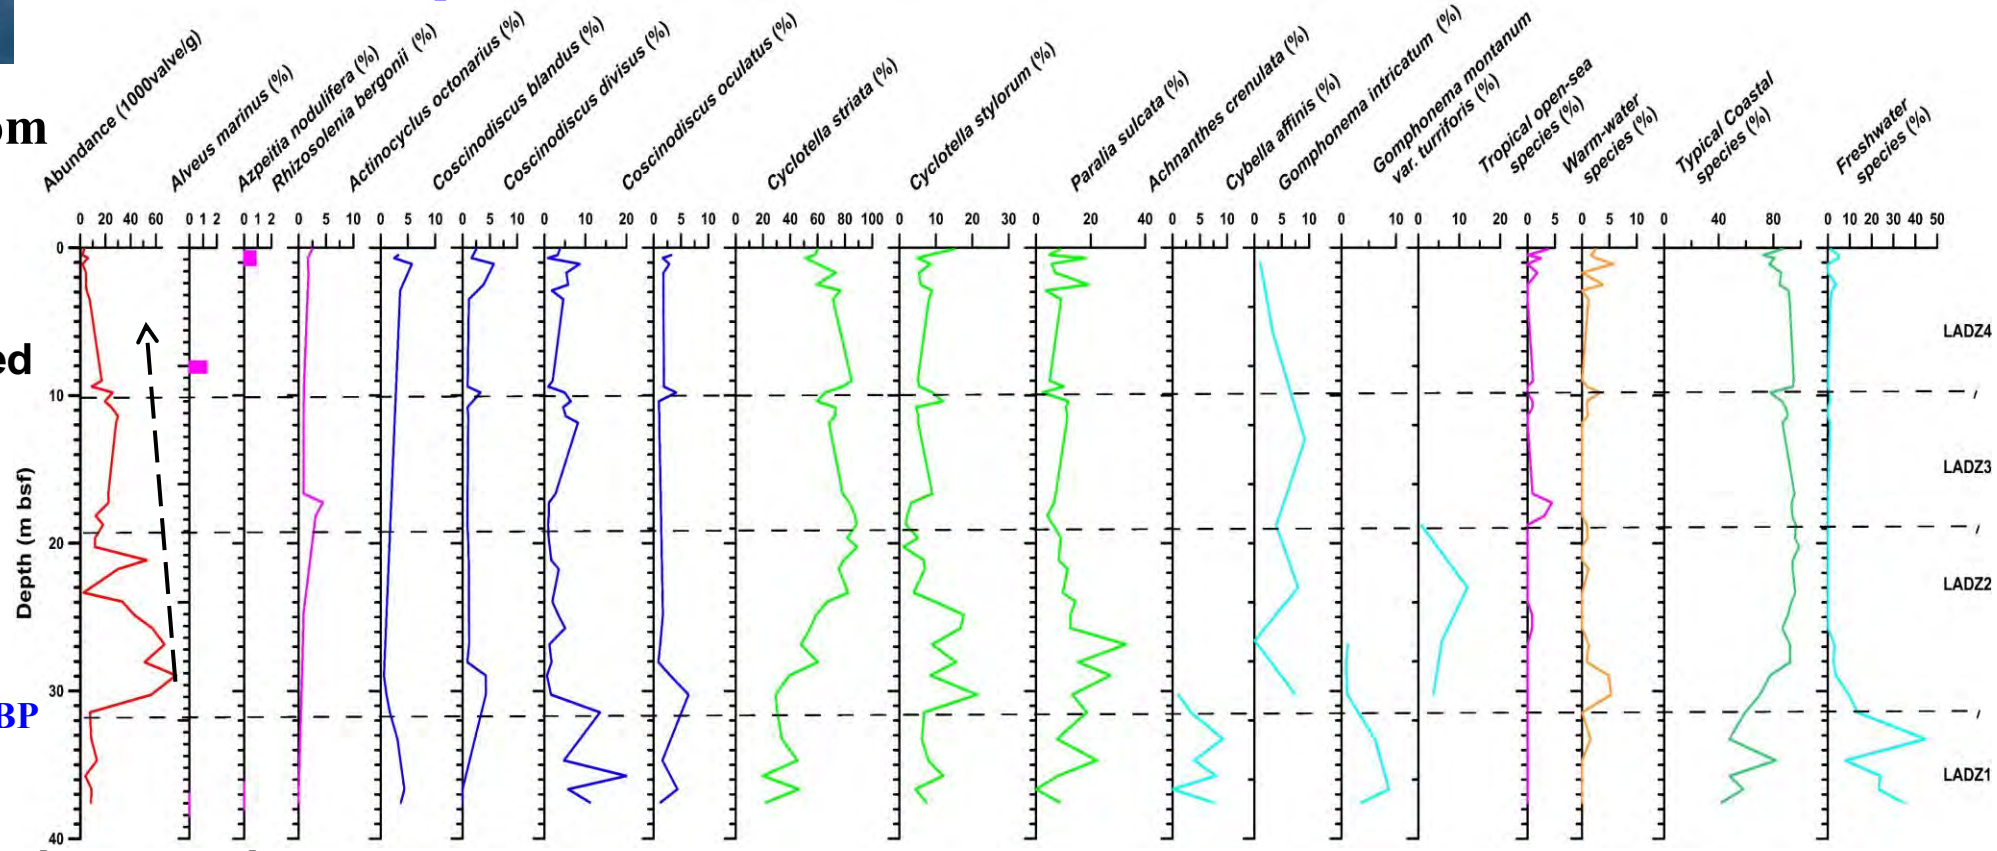 om
ed
BP
Abundance (1000valve/g)
Alveus marinus (%)
Azpeitia nodulifera (%)
Rhizosolenia bergonii (%)
Actinocyclus octonarius (%)
Coscinodiscus blandus (%)
Coscinodiscus divisus (%)
Coscinodiscus oculatus (%)
Cyclotella striata (%)
Cyclotella stylorum (%)
Paralia sulcata (%)
Achnanthes crenulata (%)
Cybella affinis (%)
Gomphonema intricatum (%)
Gomphonema montanum
var. turriforis (%)
Tropical open-sea
species (%)
Warm-water
species (%)
Typical Coastal
species (%)
Freshwater
species (%)
0 20 40 60
0 1 2
0 1 2
0 5 10
0 5 10
0 5 10
0 10 20
0 5 10
0 20 40 60 80 100
0 10 20 30
0 20 40
0 5 10
0 5 10
0 10
0 10 20
0 5
0 5 10
0 40 80
0 10 20 30 40 50
Depth (m bsf)
0
10
20
30
40
LADZ4
LADZ3
LADZ2
LADZ1